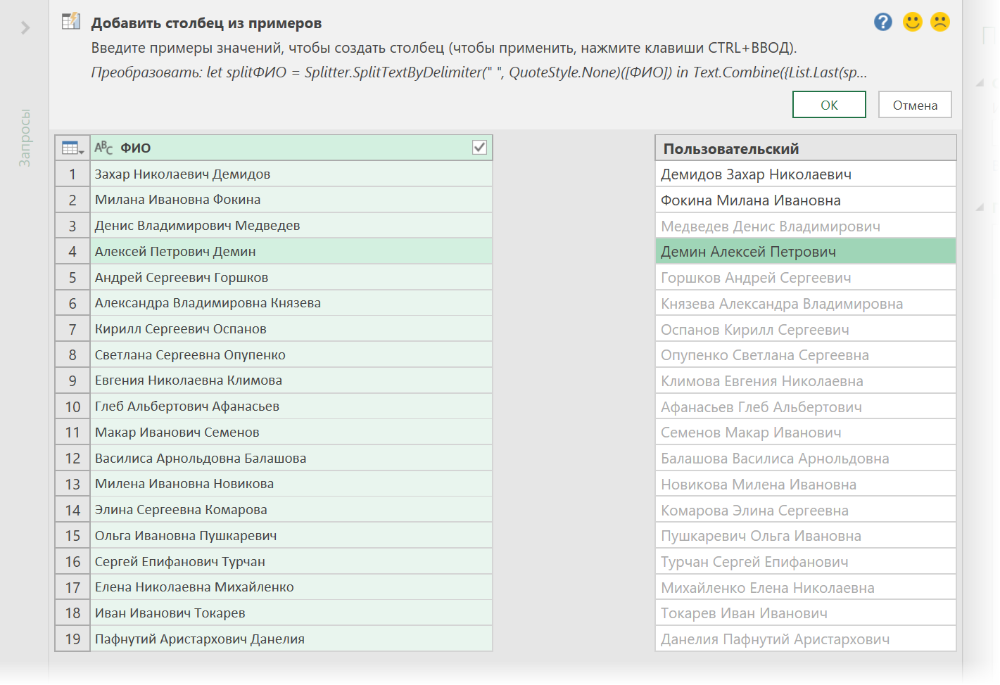 Добавить столбец из примеров
Введите примеры значений, чтобы создать столбец (чтобы применить, нажмите клавиши CTRL+ВВОД).
Преобразовать: let splitФИО = Splitter.SplitTextByDelimiter(" ", QuoteStyle.None)([ФИО]) in Text.Combine({List.Last(sp...
ОК Отмена
Запросы
ABC ФИО Пользовательский
1 Захар Николаевич Демидов Демидов Захар Николаевич
2 Милана Ивановна Фокина Фокина Милана Ивановна
3 Денис Владимирович Медведев Медведев Денис Владимирович
4 Алексей Петрович Демин Демин Алексей Петрович
5 Андрей Сергеевич Горшков Горшков Андрей Сергеевич
6 Александра Владимировна Князева Князева Александра Владимировна
7 Кирилл Сергеевич Оспанов Оспанов Кирилл Сергеевич
8 Светлана Сергеевна Опупенко Опупенко Светлана Сергеевна
9 Евгения Николаевна Климова Климова Евгения Николаевна
10 Глеб Альбертович Афанасьев Афанасьев Глеб Альбертович
11 Макар Иванович Семенов Семенов Макар Иванович
12 Василиса Арнольдовна Балашова Балашова Василиса Арнольдовна
13 Милена Ивановна Новикова Новикова Милена Ивановна
14 Элина Сергеевна Комарова Комарова Элина Сергеевна
15 Ольга Ивановна Пушкаревич Пушкаревич Ольга Ивановна
16 Сергей Епифанович Турчан Турчан Сергей Епифанович
17 Елена Николаевна Михайленко Михайленко Елена Николаевна
18 Иван Иванович Токарев Токарев Иван Иванович
19 Пафнутий Аристархович Данелия Данелия Пафнутий Аристархович